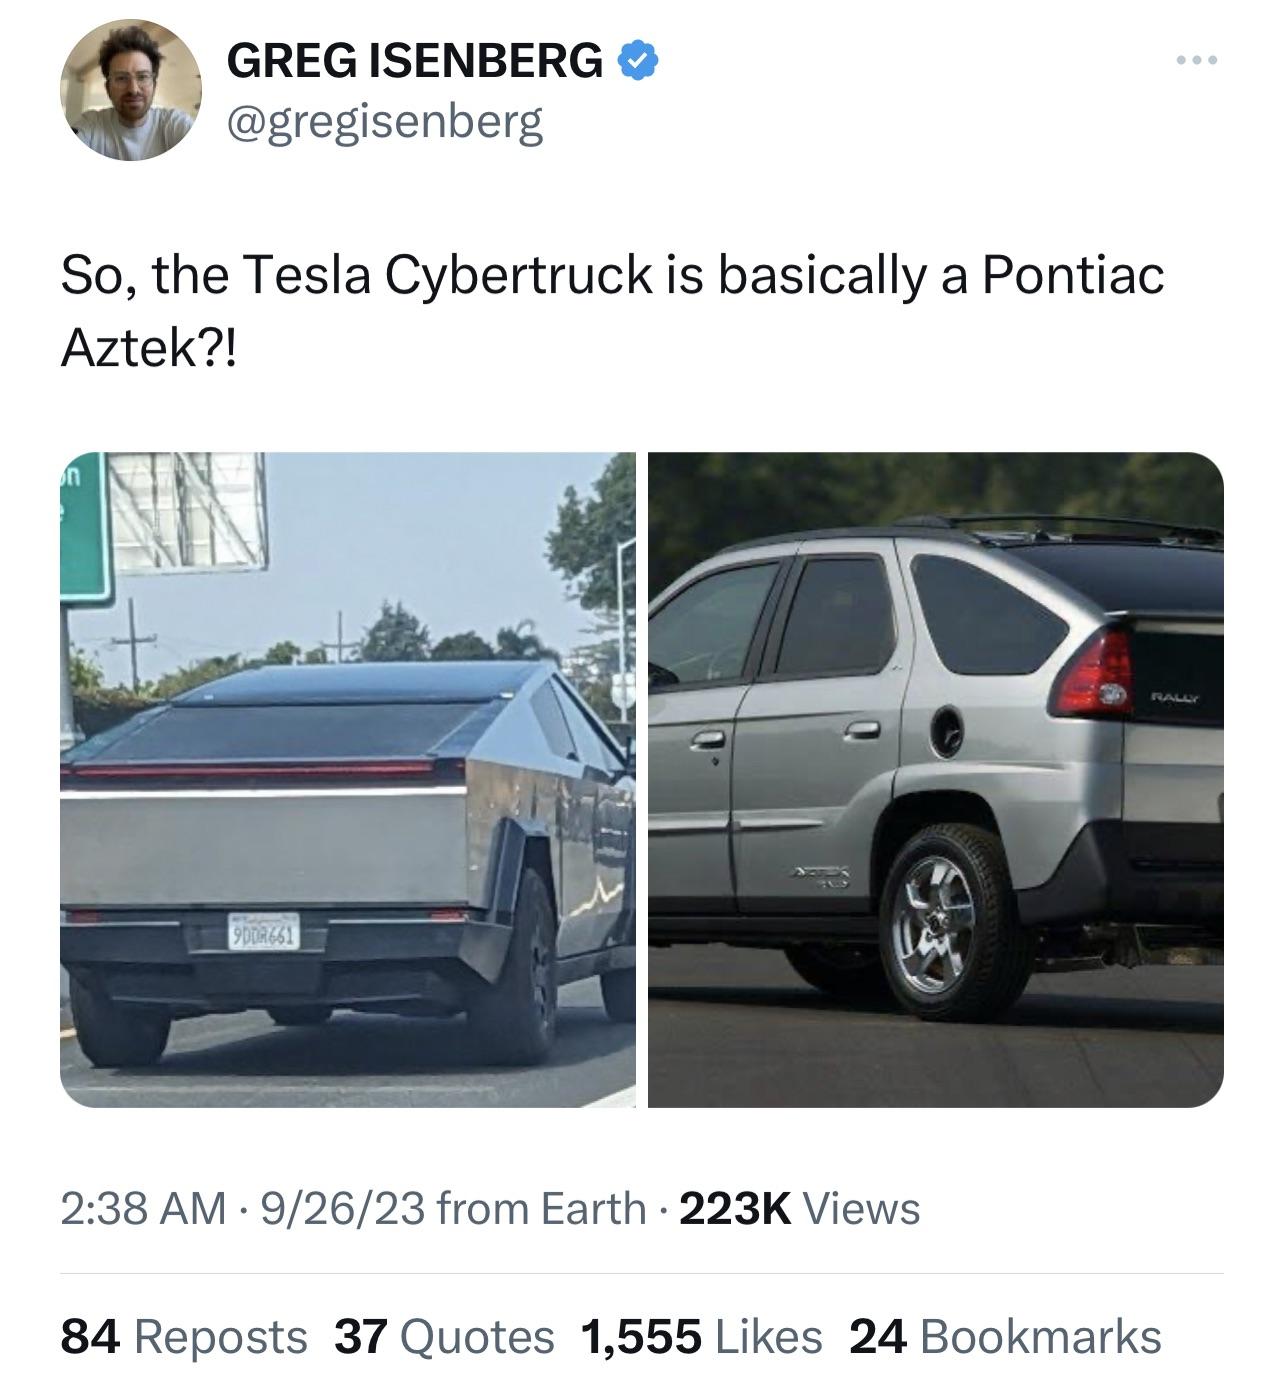 GREG ISENBERG
@gregisenberg
So, the Tesla Cybertruck is basically a Pontiac
Aztek?!
on
e
9DDR661
RALLY
AZTEK
2:38 AM · 9/26/23 from Earth · 223K Views
84 Reposts 37 Quotes 1,555 Likes 24 Bookmarks